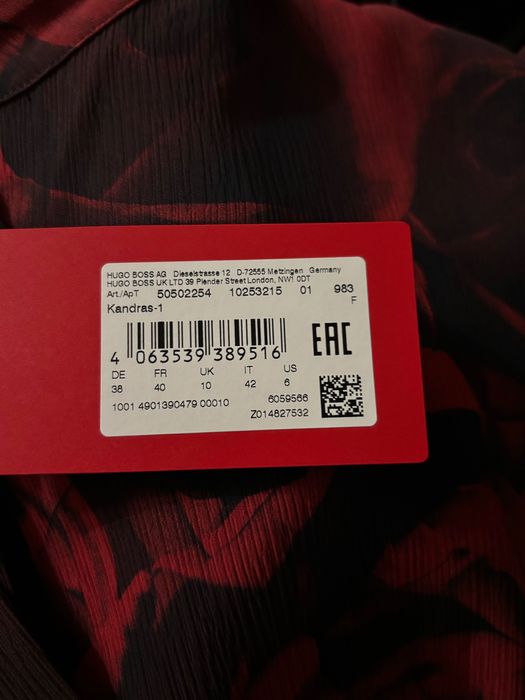 HUGO BOSS AG Dieselstrasse 12 D-72555 Metzingen Germany
HUGO BOSS UK LTD 39 Plender Street London, NW1 0DT
Art./ApT 50502254 10253215 01 983
Kandras-1 F
4 063539 389516
EAC
DE FR UK IT US
38 40 10 42 6
1001 4901390479 00010 6059566
Z014827532